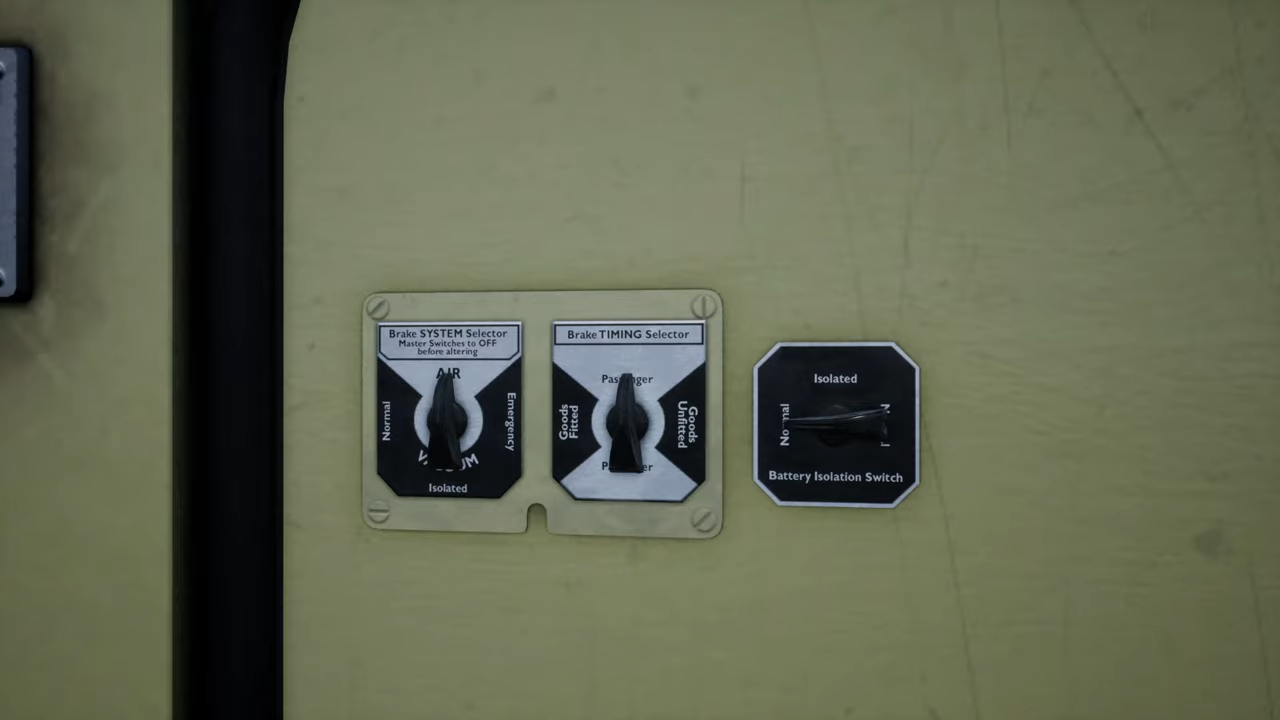 Brake SYSTEM Selector
Master Switches to OFF
before altering
AIR
Normal
Emergency
Isolated
Brake TIMING Selector
Goods
Fitted
Goods
Unfitted
Isolated
Battery Isolation Switch